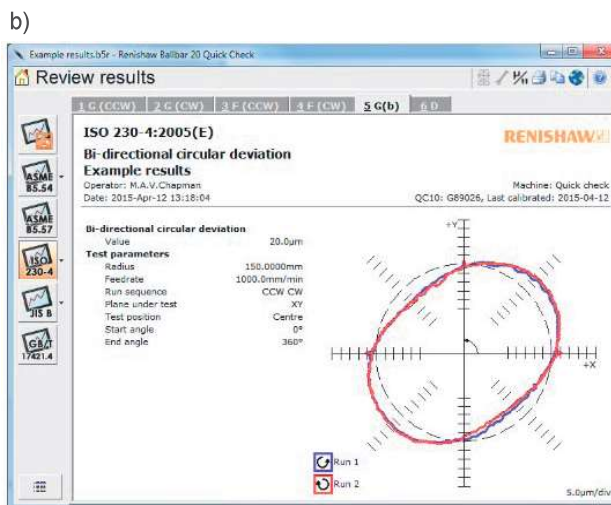 b)
Example results.b5r - Renishaw Ballbar 20 Quick Check
Review results
1 G (CCW) 2 G (CW) 3 F (CCW) 4 F (CW) 5 G(b) 6 D
ASME B5.54
ASME B5.57
ISO 230-4
JIS B
GB/T 17421.4
ISO 230-4:2005(E)
RENISHAW
Bi-directional circular deviation
Example results
Operator: M.A.V.Chapman
Machine: Quick check
Date: 2015-Apr-12 13:18:04
QC10: G89026, Last calibrated: 2015-04-12
Bi-directional circular deviation
Value 20.0µm
Test parameters
Radius 150.0000mm
Feedrate 1000.0mm/min
Run sequence CCW CW
Plane under test XY
Test position Centre
Start angle 0°
End angle 360°
+Y
+X
Run 1
Run 2
5.0µm/div